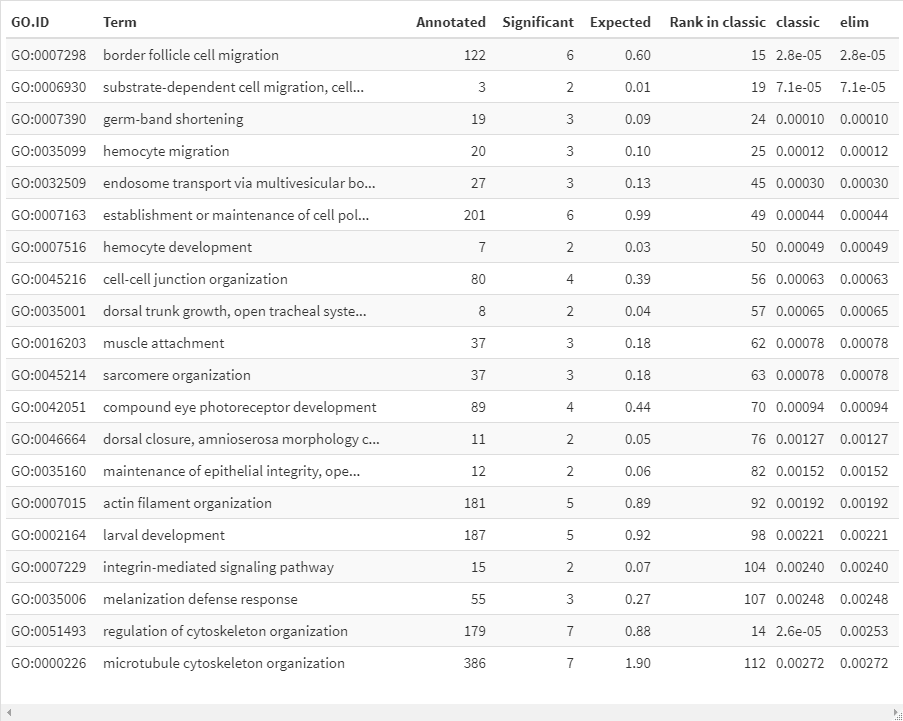 GO.ID Term Annotated Significant Expected Rank in classic classic elim
GO:0007298 border follicle cell migration 122 6 0.60 15 2.8e-05 2.8e-05
GO:0006930 substrate-dependent cell migration, cell... 3 2 0.01 19 7.1e-05 7.1e-05
GO:0007390 germ-band shortening 19 3 0.09 24 0.00010 0.00010
GO:0035099 hemocyte migration 20 3 0.10 25 0.00012 0.00012
GO:0032509 endosome transport via multivesicular bo... 27 3 0.13 45 0.00030 0.00030
GO:0007163 establishment or maintenance of cell pol... 201 6 0.99 49 0.00044 0.00044
GO:0007516 hemocyte development 7 2 0.03 50 0.00049 0.00049
GO:0045216 cell-cell junction organization 80 4 0.39 56 0.00063 0.00063
GO:0035001 dorsal trunk growth, open tracheal syste... 8 2 0.04 57 0.00065 0.00065
GO:0016203 muscle attachment 37 3 0.18 62 0.00078 0.00078
GO:0045214 sarcomere organization 37 3 0.18 63 0.00078 0.00078
GO:0042051 compound eye photoreceptor development 89 4 0.44 70 0.00094 0.00094
GO:0046664 dorsal closure, amnioserosa morphology c... 11 2 0.05 76 0.00127 0.00127
GO:0035160 maintenance of epithelial integrity, ope... 12 2 0.06 82 0.00152 0.00152
GO:0007015 actin filament organization 181 5 0.89 92 0.00192 0.00192
GO:0002164 larval development 187 5 0.92 98 0.00221 0.00221
GO:0007229 integrin-mediated signaling pathway 15 2 0.07 104 0.00240 0.00240
GO:0035006 melanization defense response 55 3 0.27 107 0.00248 0.00248
GO:0051493 regulation of cytoskeleton organization 179 7 0.88 14 2.6e-05 0.00253
GO:0000226 microtubule cytoskeleton organization 386 7 1.90 112 0.00272 0.00272